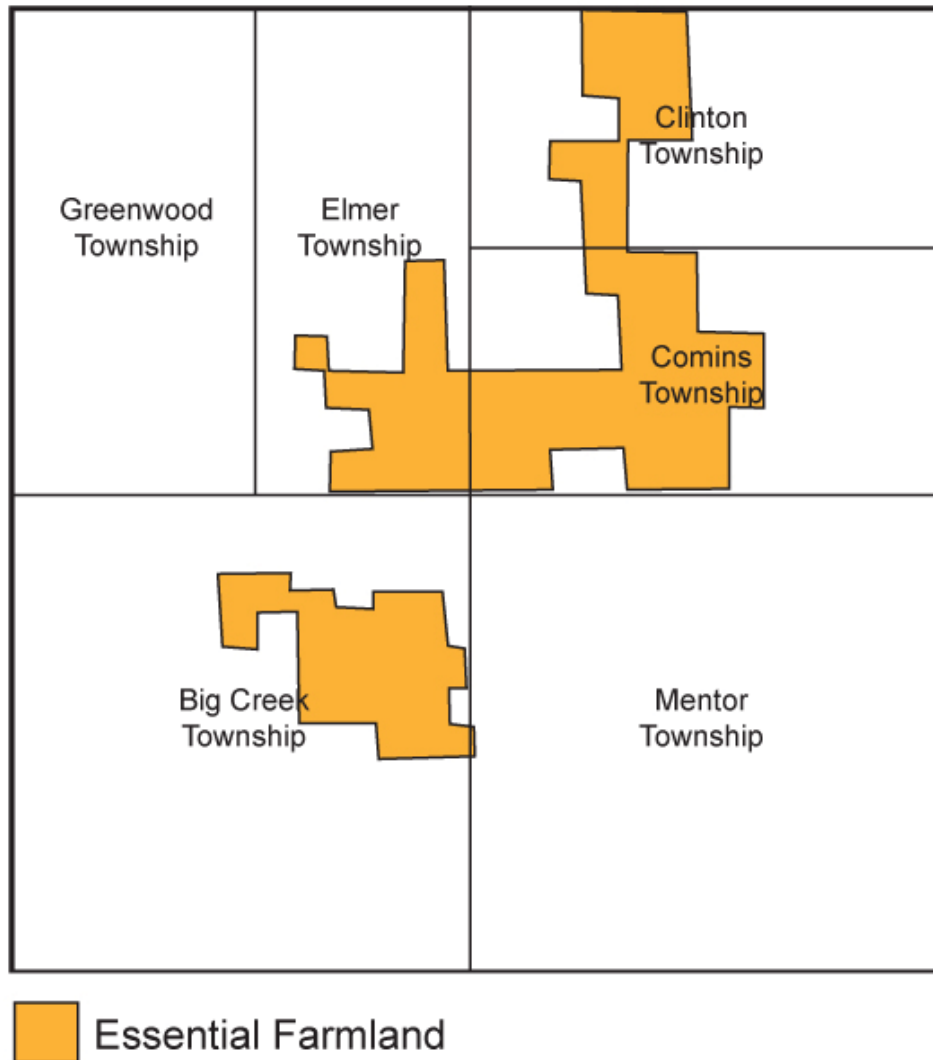 Clinton
Township
Greenwood
Township
Elmer
Township
Comins
Township
Big Creek
Township
Mentor
Township
Essential Farmland